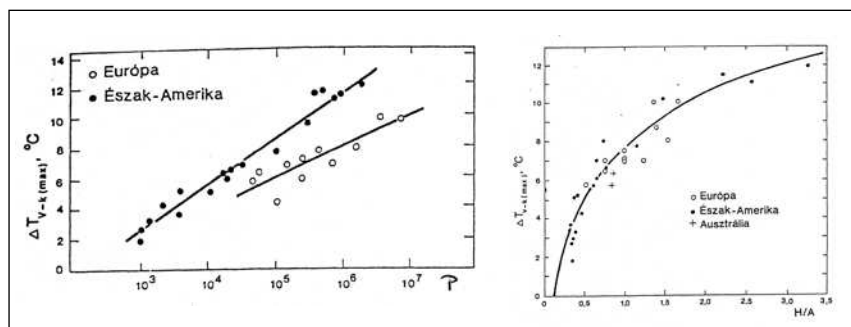 ΔT v-k (max), °C
14
12
10
8
6
4
2
0
○ Európa
● Észak-Amerika
10³ 10⁴ 10⁵ 10⁶ 10⁷ P
ΔT v-k (max), °C
12
10
8
6
4
2
0
○ Európa
• Észak-Amerika
+ Ausztrália
0 0,5 1,0 1,5 2,0 2,5 3,0 3,5
H/A